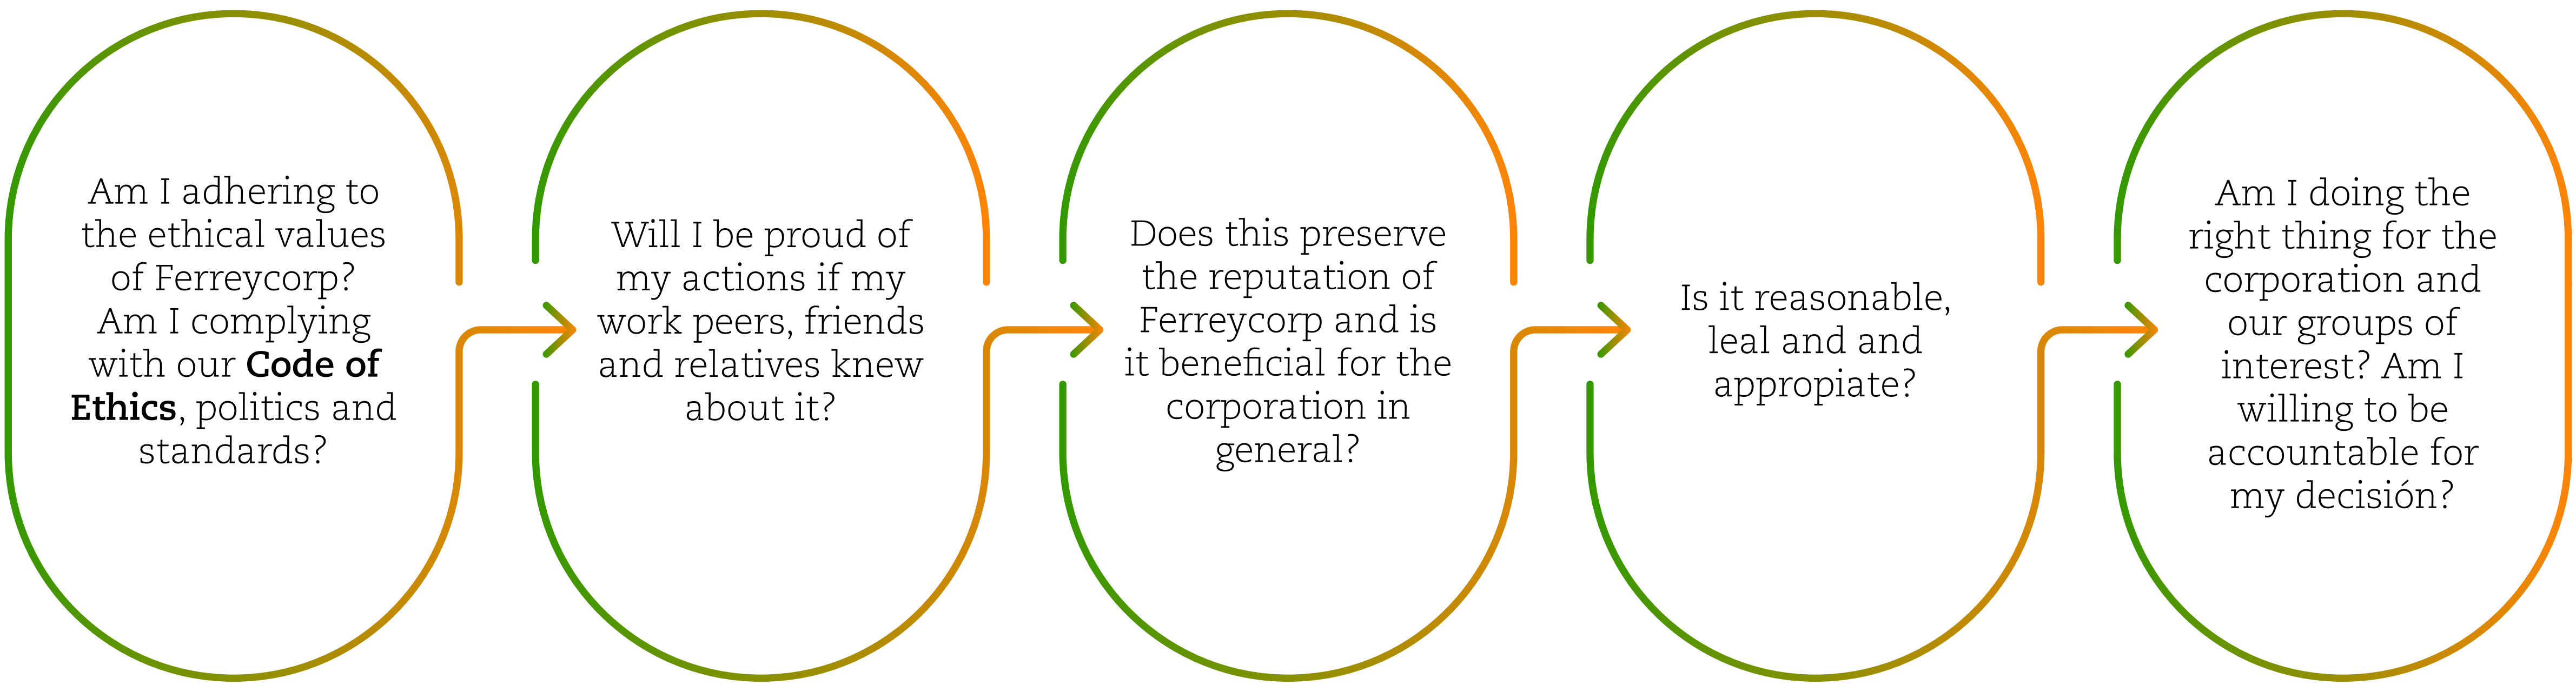 Am I adhering to
the ethical values
of Ferreycorp?
Am I complying
with our Code of
Ethics, politics and
standards?
Will I be proud of
my actions if my
work peers, friends
and relatives knew
about it?
Does this preserve
the reputation of
Ferreycorp and is
it beneficial for the
corporation in
general?
Is it reasonable,
leal and and
appropiate?
Am I doing the
right thing for the
corporation and
our groups of
interest? Am I
willing to be
accountable for
my decisión?